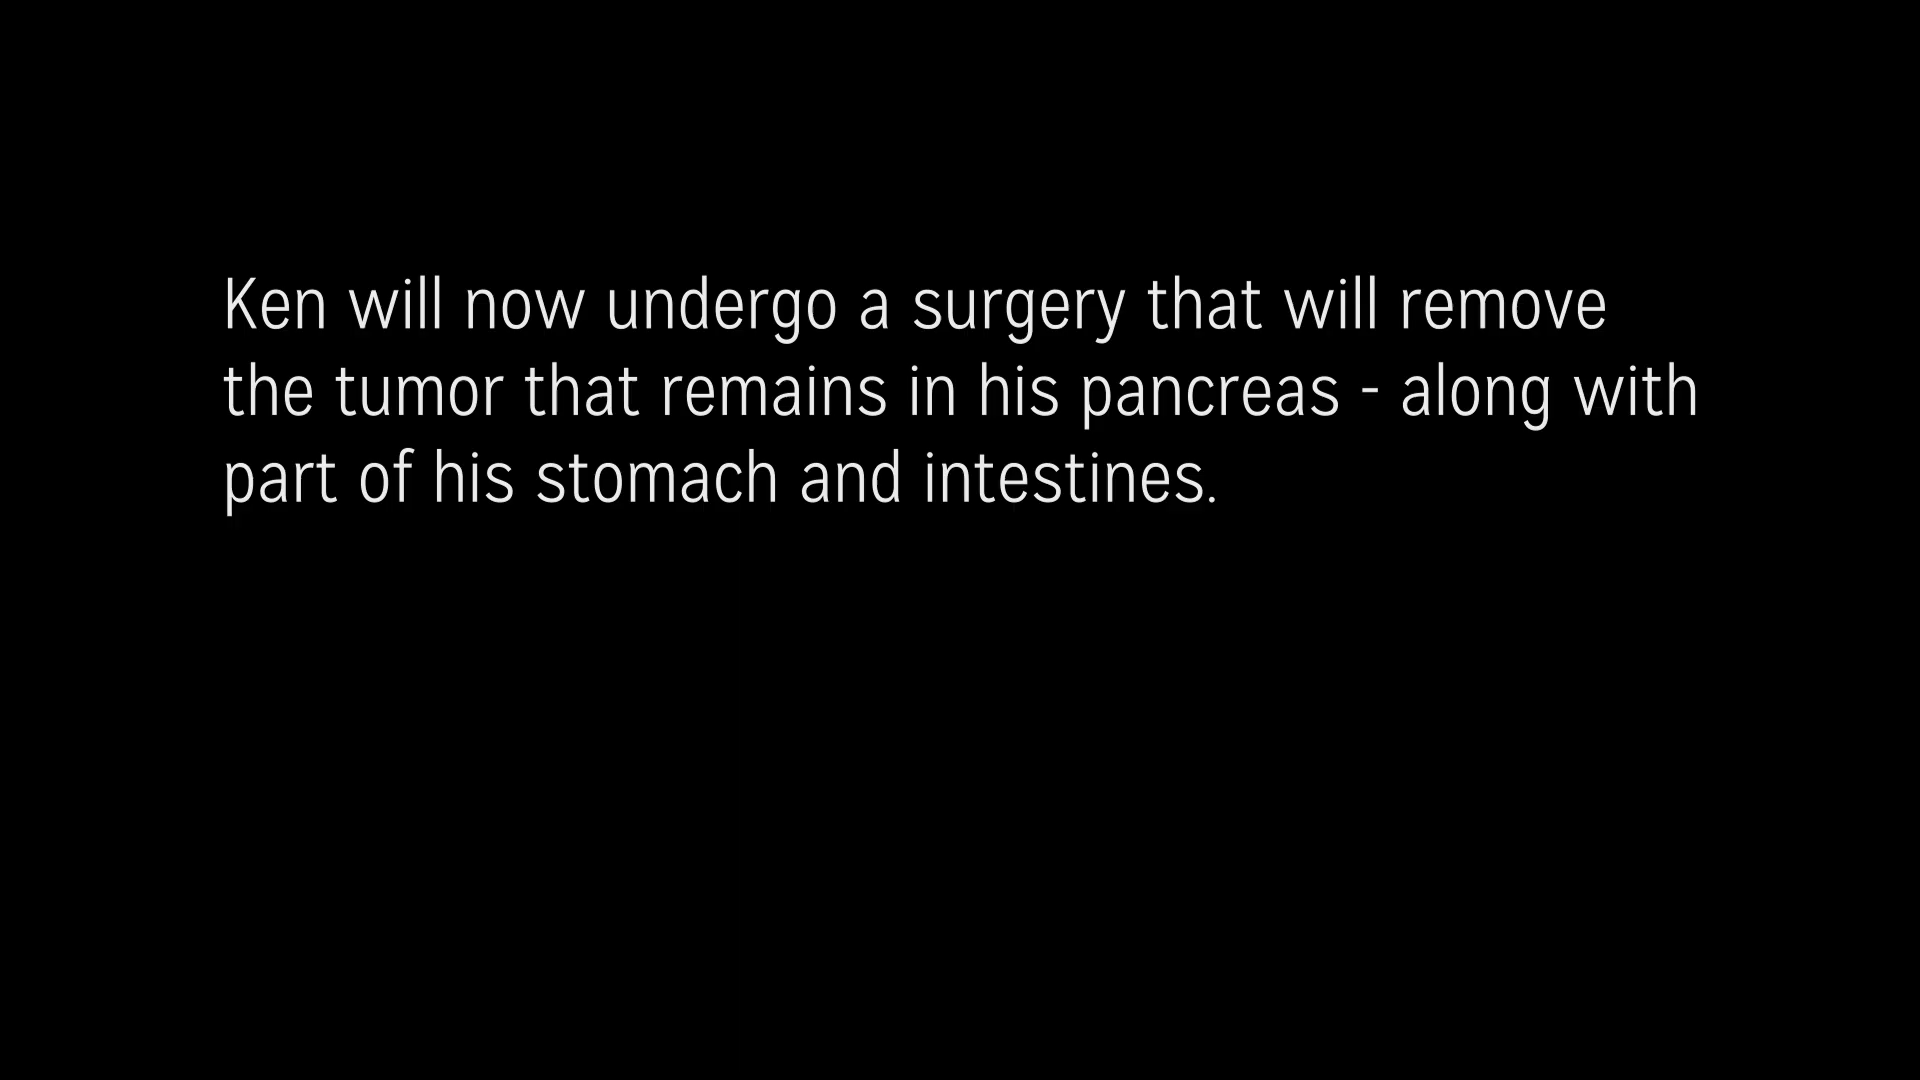 Ken will now undergo a surgery that will remove
the tumor that remains in his pancreas - along with
part of his stomach and intestines.